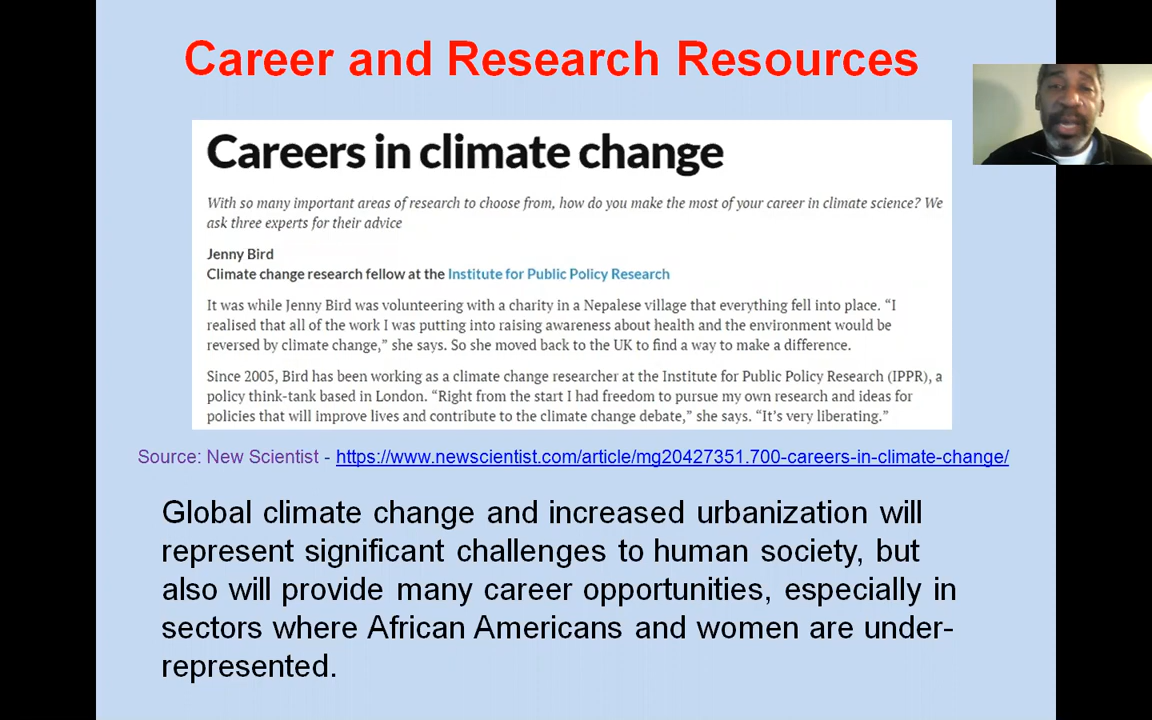 Career and Research Resources
Careers in climate change
With so many important areas of research to choose from, how do you make the most of your career in climate science? We
ask three experts for their advice
Jenny Bird
Climate change research fellow at the Institute for Public Policy Research
It was while Jenny Bird was volunteering with a charity in a Nepalese village that everything fell into place. “I
realised that all of the work I was putting into raising awareness about health and the environment would be
reversed by climate change,” she says. So she moved back to the UK to find a way to make a difference.
Since 2005, Bird has been working as a climate change researcher at the Institute for Public Policy Research (IPPR), a
policy think-tank based in London. “Right from the start I had freedom to pursue my own research and ideas for
policies that will improve lives and contribute to the climate change debate,” she says. “It’s very liberating.”
Source: New Scientist - https://www.newscientist.com/article/mg20427351.700-careers-in-climate-change/
Global climate change and increased urbanization will
represent significant challenges to human society, but
also will provide many career opportunities, especially in
sectors where African Americans and women are under-
represented.